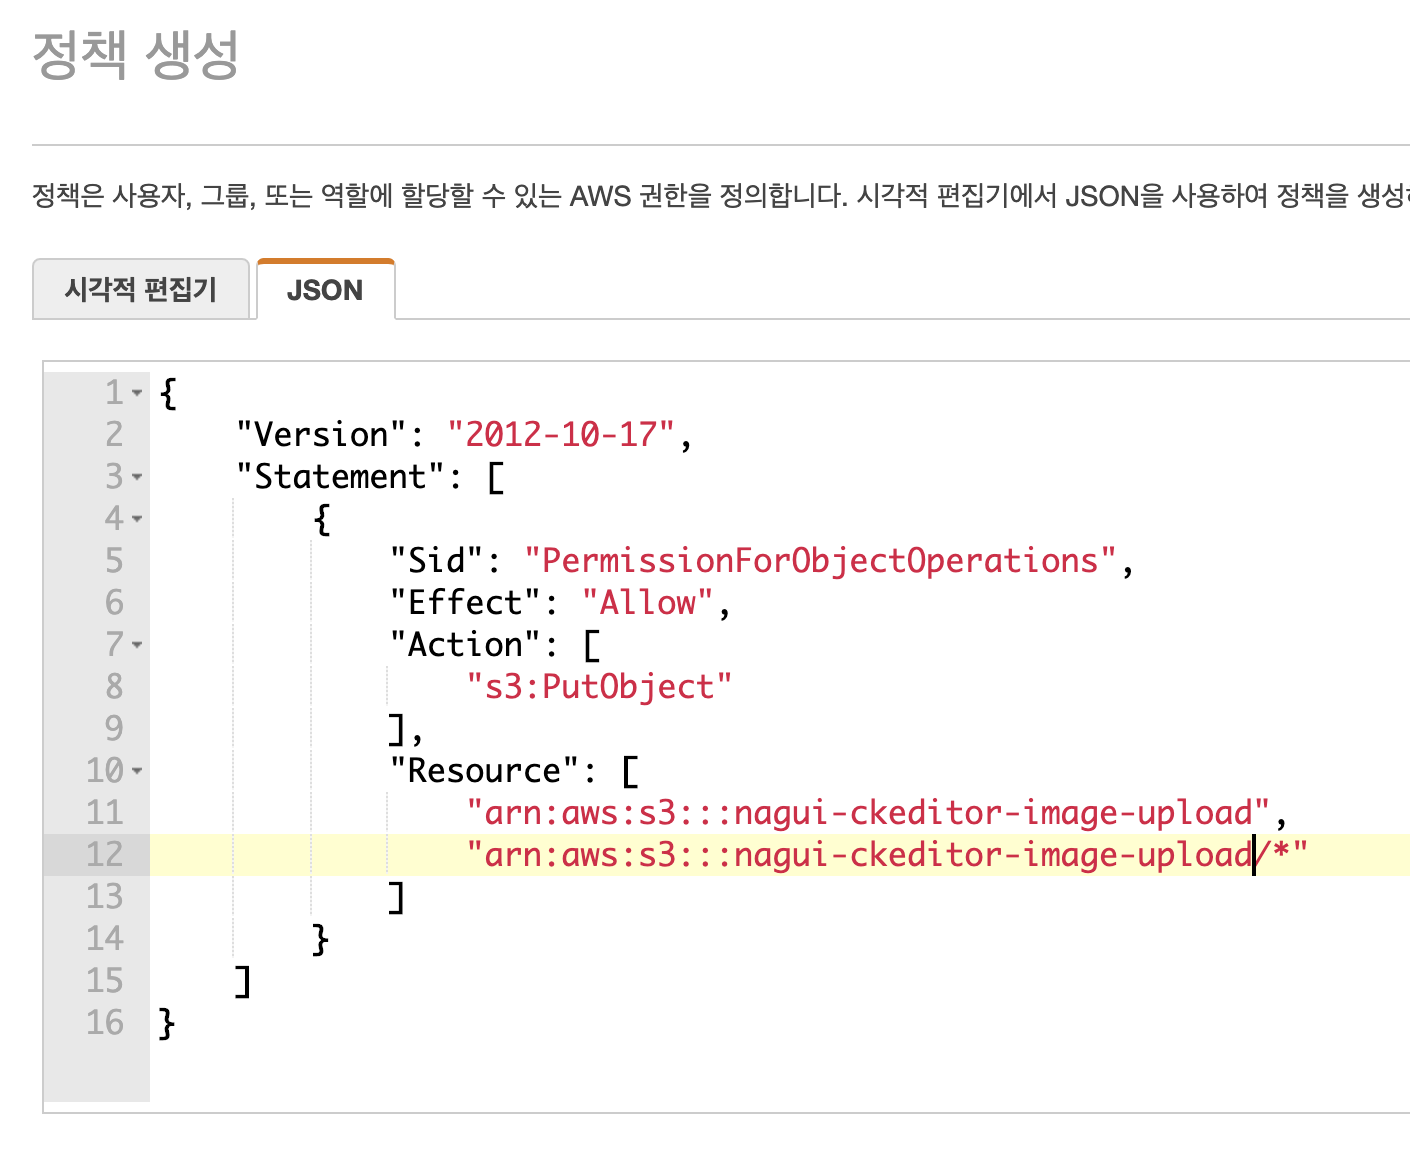 정책 생성
정책은 사용자, 그룹, 또는 역할에 할당할 수 있는 AWS 권한을 정의합니다. 시각적 편집기에서 JSON을 사용하여 정책을
시각적 편집기 JSON
1 {
2 "Version": "2012-10-17",
3 "Statement": [
4 {
5 "Sid": "PermissionForObjectOperations",
6 "Effect": "Allow",
7 "Action": [
8 "s3:PutObject"
9 ],
10 "Resource": [
11 "arn:aws:s3:::nagui-ckeditor-image-upload",
12 "arn:aws:s3:::nagui-ckeditor-image-upload/*"
13 ]
14 }
15 ]
16 }